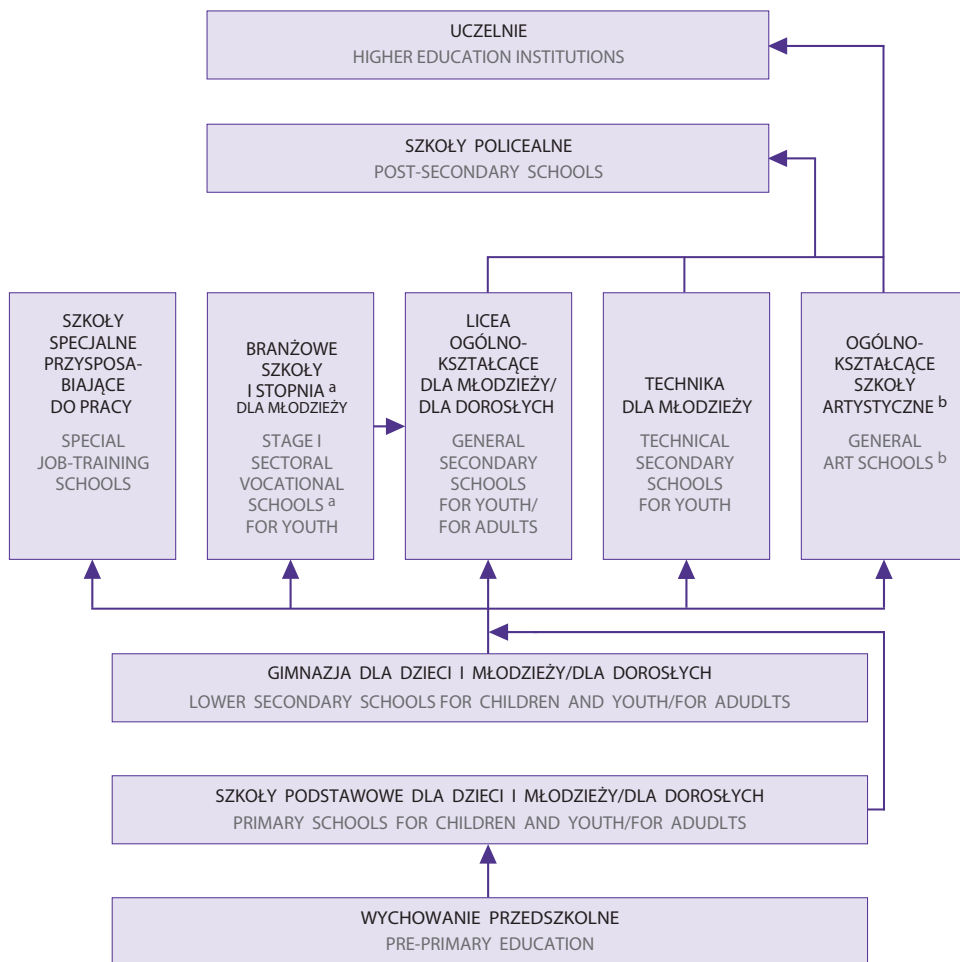 UCZELNIE
HIGHER EDUCATION INSTITUTIONS
SZKOŁY POLICEALNE
POST-SECONDARY SCHOOLS
SZKOŁY
SPECJALNE
PRZYSPOSA-
BIAJĄCE
DO PRACY
SPECIAL
JOB-TRAINING
SCHOOLS
BRANŻOWE
SZKOŁY
I STOPNIA a
DLA MŁODZIEŻY
STAGE I
SECTORAL
VOCATIONAL
SCHOOLS a
FOR YOUTH
LICEA
OGÓLNO-
KSZTAŁCĄCE
DLA MŁODZIEŻY/
DLA DOROSŁYCH
GENERAL
SECONDARY
SCHOOLS
FOR YOUTH/
FOR ADULTS
TECHNIKA
DLA MŁODZIEŻY
TECHNICAL
SECONDARY
SCHOOLS
FOR YOUTH
OGÓLNO-
KSZTAŁCĄCE
SZKOŁY
ARTYSTYCZNE b
GENERAL
ART SCHOOLS b
GIMNAZJA DLA DZIECI I MŁODZIEŻY/DLA DOROSŁYCH
LOWER SECONDARY SCHOOLS FOR CHILDREN AND YOUTH/FOR ADUDLTS
SZKOŁY PODSTAWOWE DLA DZIECI I MŁODZIEŻY/DLA DOROSŁYCH
PRIMARY SCHOOLS FOR CHILDREN AND YOUTH/FOR ADUDLTS
WYCHOWANIE PRZEDSZKOLNE
PRE-PRIMARY EDUCATION